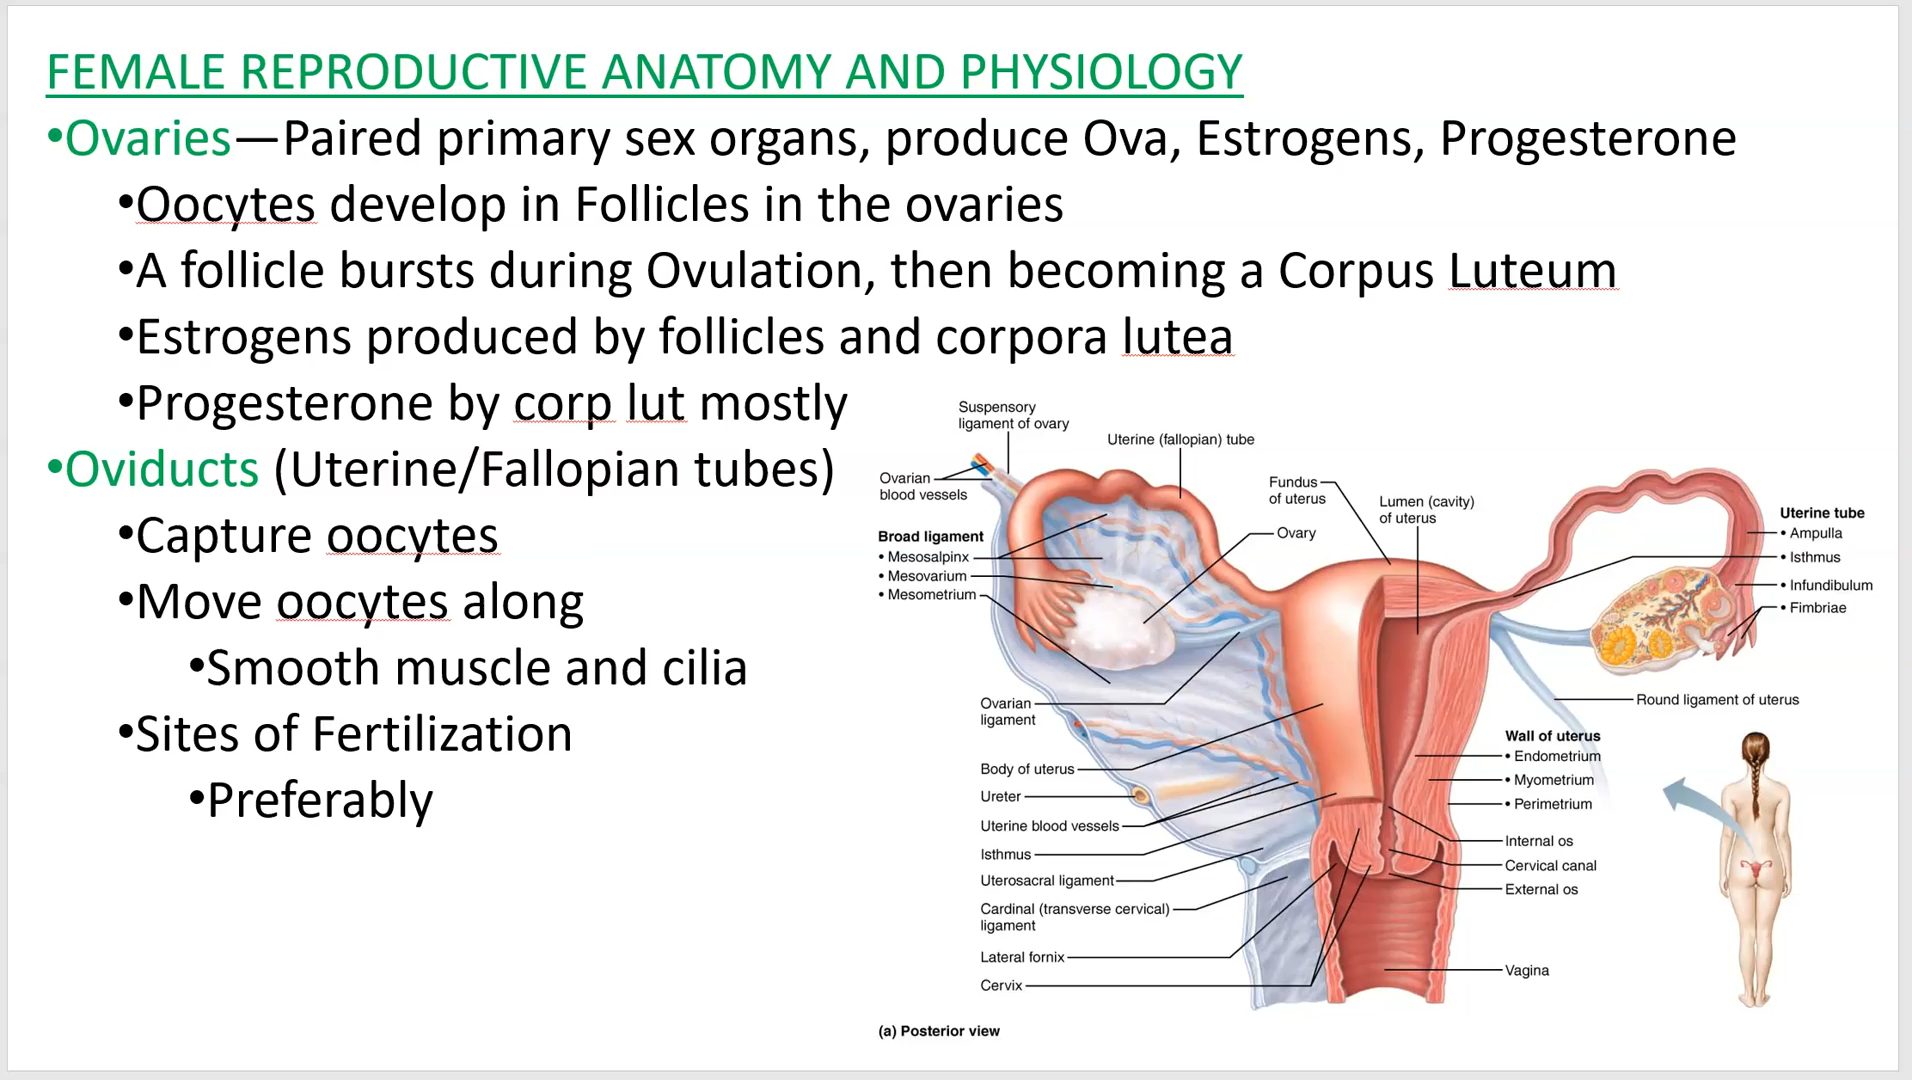 FEMALE REPRODUCTIVE ANATOMY AND PHYSIOLOGY
•Ovaries—Paired primary sex organs, produce Ova, Estrogens, Progesterone
•Oocytes develop in Follicles in the ovaries
•A follicle bursts during Ovulation, then becoming a Corpus Luteum
•Estrogens produced by follicles and corpora lutea
•Progesterone by corp lut mostly
•Oviducts (Uterine/Fallopian tubes)
•Capture oocytes
•Move oocytes along
•Smooth muscle and cilia
•Sites of Fertilization
•Preferably
Suspensory
ligament of ovary
Uterine (fallopian) tube
Ovarian
blood vessels
Fundus
of uterus
Lumen (cavity)
of uterus
Ovary
Broad ligament
• Mesosalpinx
• Mesovarium
• Mesometrium
Uterine tube
• Ampulla
• Isthmus
• Infundibulum
• Fimbriae
Ovarian
ligament
Round ligament of uterus
Body of uterus
Ureter
Uterine blood vessels
Isthmus
Uterosacral ligament
Cardinal (transverse cervical)
ligament
Lateral fornix
Cervix
Wall of uterus
• Endometrium
• Myometrium
• Perimetrium
Internal os
Cervical canal
External os
Vagina
(a) Posterior view